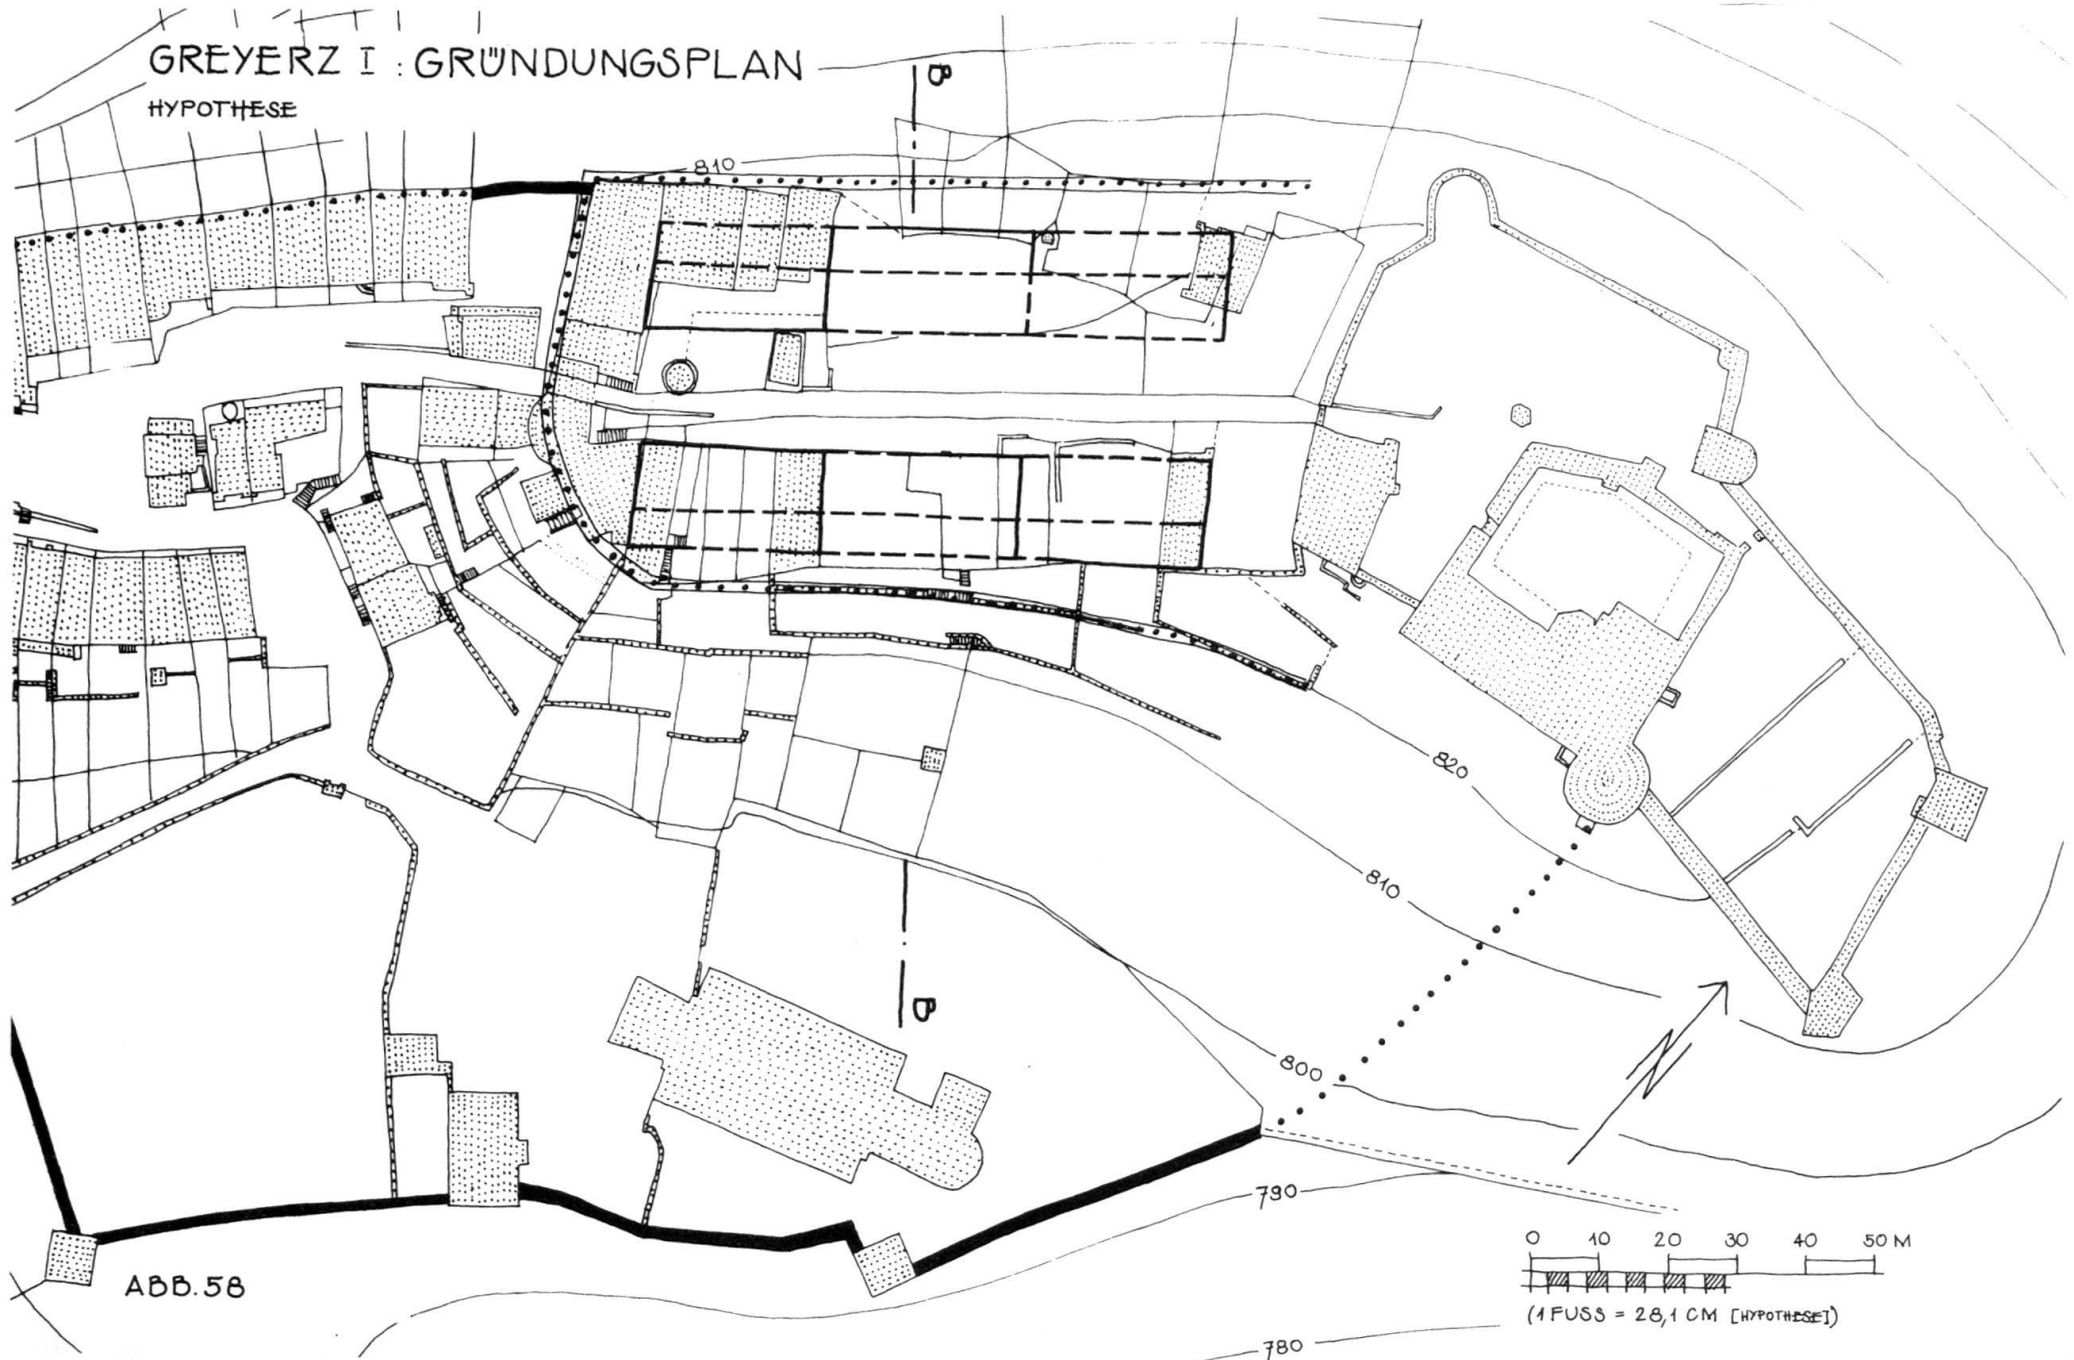 GREYERZ I : GRÜNDUNGSPLAN
HYPOTHESE
B
810
820
810
B
800
790
0 10 20 30 40 50 M
(1 FUSS = 28,1 CM [HYPOTHESE])
ABB. 58
780